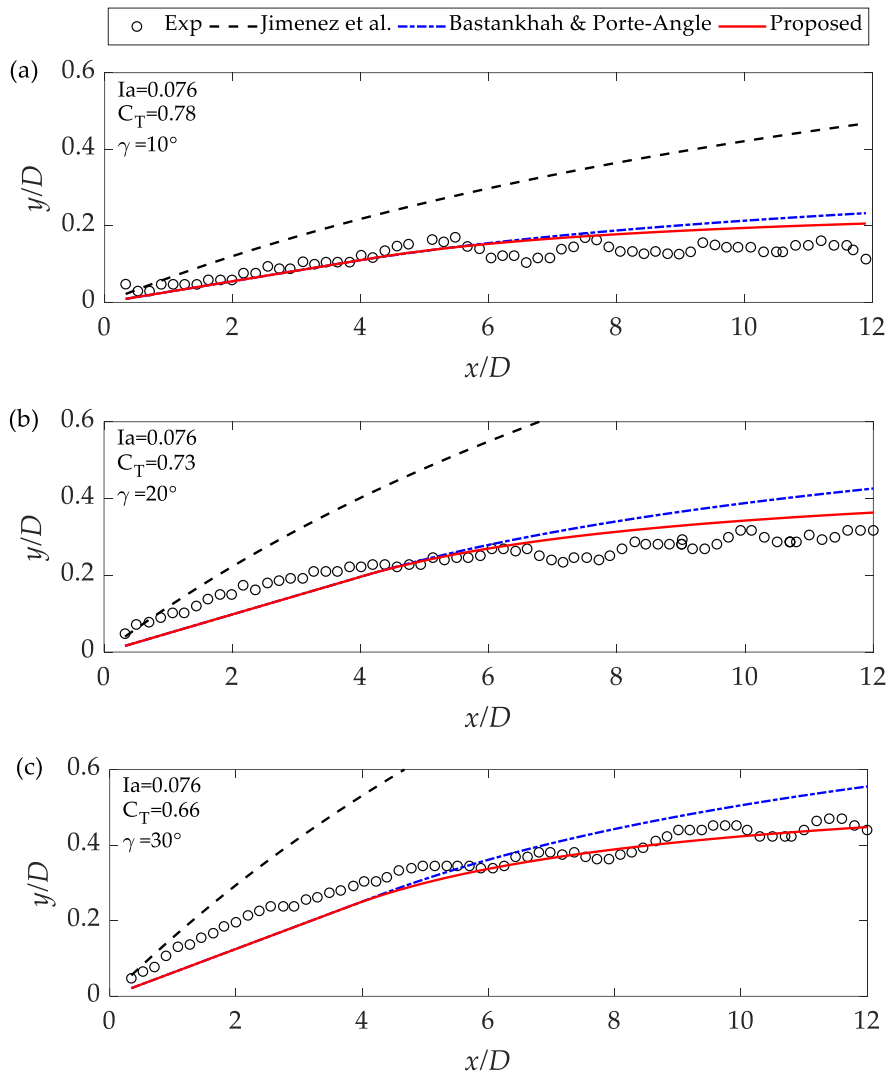 Exp Jimenez et al. Bastankhah & Porte-Angle Proposed
(a)
Ia=0.076
C_T=0.78
γ =10°
0.6
0.4
0.2
0
y/D
0 2 4 6 8 10 12
x/D
(b)
Ia=0.076
C_T=0.73
γ =20°
0.6
0.4
0.2
0
y/D
0 2 4 6 8 10 12
x/D
(c)
Ia=0.076
C_T=0.66
γ =30°
0.6
0.4
0.2
0
y/D
0 2 4 6 8 10 12
x/D